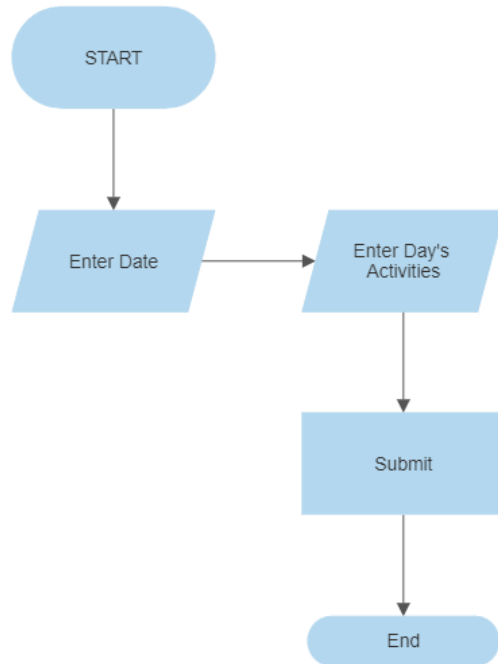 START
Enter Date
Enter Day's
Activities
Submit
End